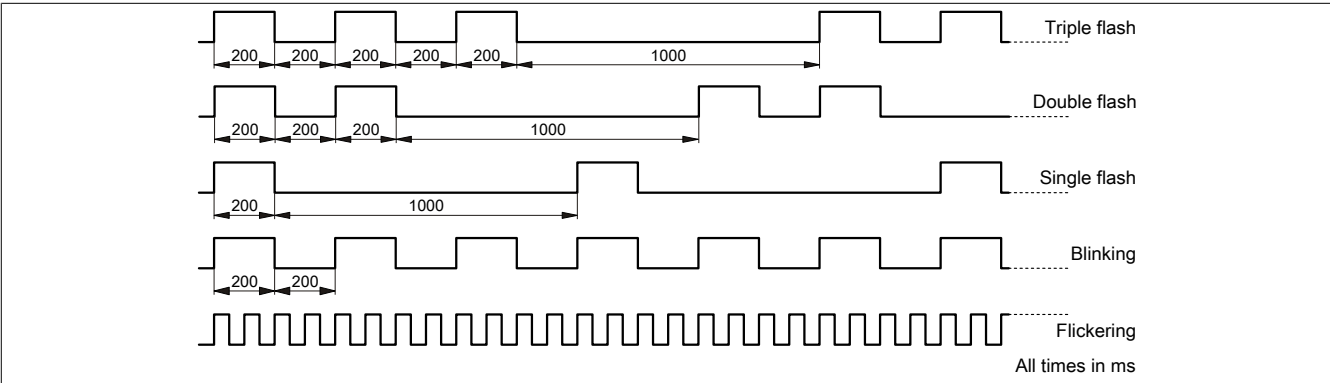 Triple flash
200 200 200 200 200 1000
Double flash
200 200 200 1000
Single flash
200 1000
Blinking
200 200
Flickering
All times in ms